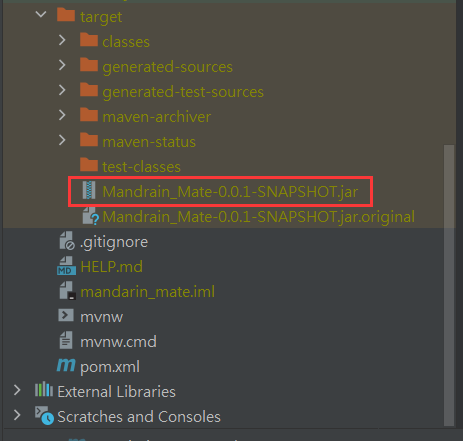 target
classes
generated-sources
generated-test-sources
maven-archiver
maven-status
test-classes
Mandrain_Mate-0.0.1-SNAPSHOT.jar
Mandrain_Mate-0.0.1-SNAPSHOT.jar.original
.gitignore
HELP.md
mandarin_mate.iml
mvnw
mvnw.cmd
pom.xml
External Libraries
Scratches and Consoles